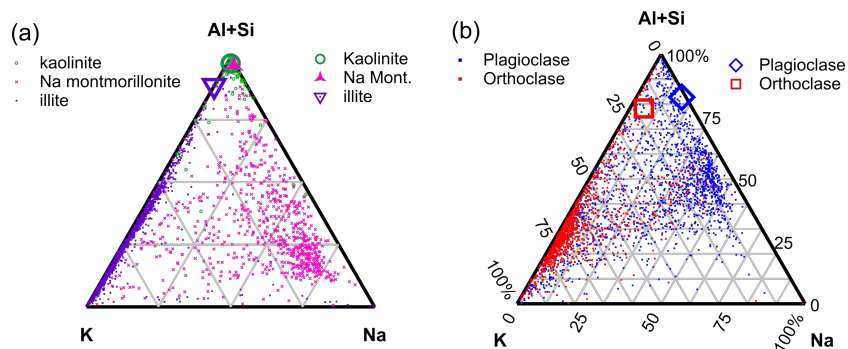 (a)
Al+Si
kaolinite
Na montmorillonite
illite
Kaolinite
Na Mont.
illite
K
Na
(b)
Al+Si
Plagioclase
Orthoclase
Plagioclase
Orthoclase
0
100%
25
75
50
50
75
25
100%
0
0
25
50
75
100%
K
Na